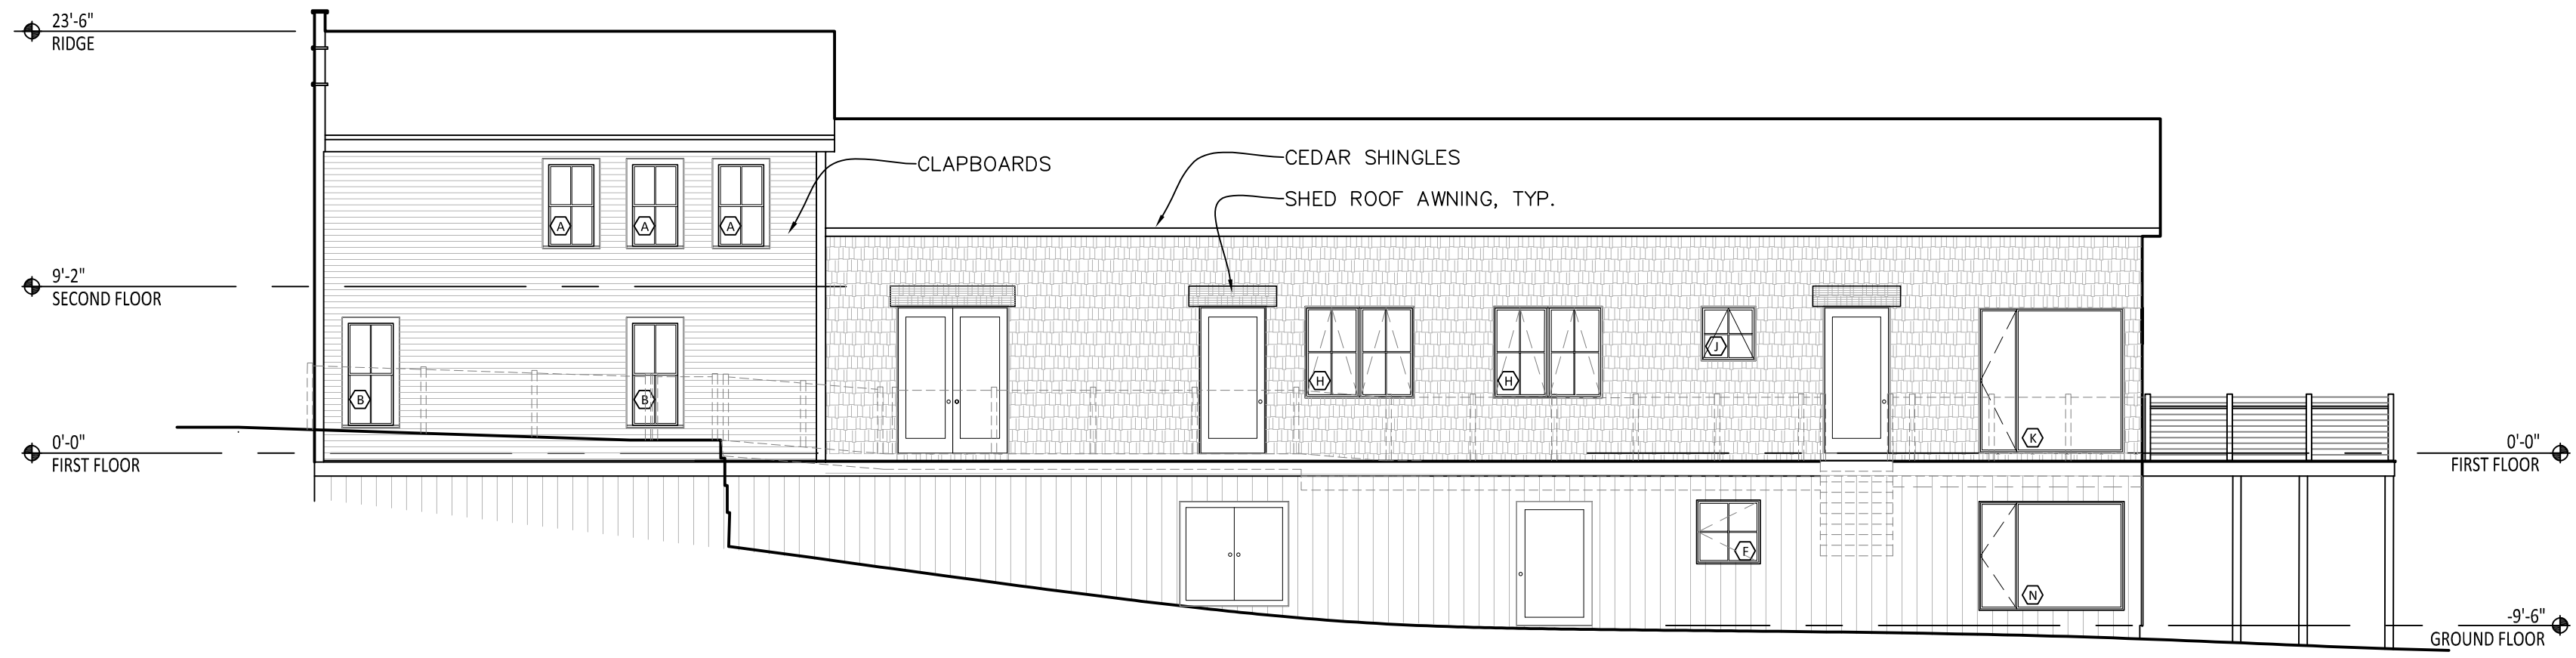 23'-6"
RIDGE
CLAPBOARDS
CEDAR SHINGLES
SHED ROOF AWNING, TYP.
A A A
9'-2"
SECOND FLOOR
J
H H
B B
K
0'-0"
FIRST FLOOR
0'-0"
FIRST FLOOR
F
N
-9'-6"
GROUND FLOOR